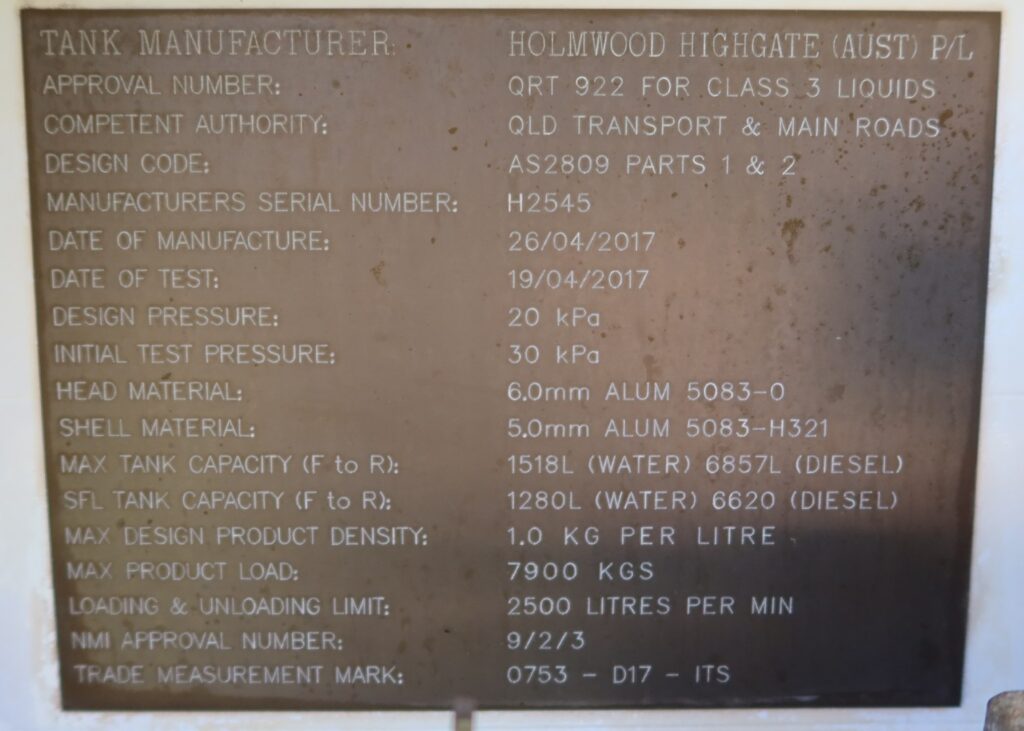 TANK MANUFACTURER: HOLMWOOD HIGHGATE (AUST) P/L
APPROVAL NUMBER: QRT 922 FOR CLASS 3 LIQUIDS
COMPETENT AUTHORITY: QLD TRANSPORT & MAIN ROADS
DESIGN CODE: AS2809 PARTS 1 & 2
MANUFACTURERS SERIAL NUMBER: H2545
DATE OF MANUFACTURE: 26/04/2017
DATE OF TEST: 19/04/2017
DESIGN PRESSURE: 20 kPa
INITIAL TEST PRESSURE: 30 kPa
HEAD MATERIAL: 6.0mm ALUM 5083-0
SHELL MATERIAL: 5.0mm ALUM 5083-H321
MAX TANK CAPACITY (F to R): 1518L (WATER) 6857L (DIESEL)
SFL TANK CAPACITY (F to R): 1280L (WATER) 6620 (DIESEL)
MAX DESIGN PRODUCT DENSITY: 1.0 KG PER LITRE
MAX PRODUCT LOAD: 7900 KGS
LOADING & UNLOADING LIMIT: 2500 LITRES PER MIN
NMI APPROVAL NUMBER: 9/2/3
TRADE MEASUREMENT MARK: 0753 - D17 - ITS